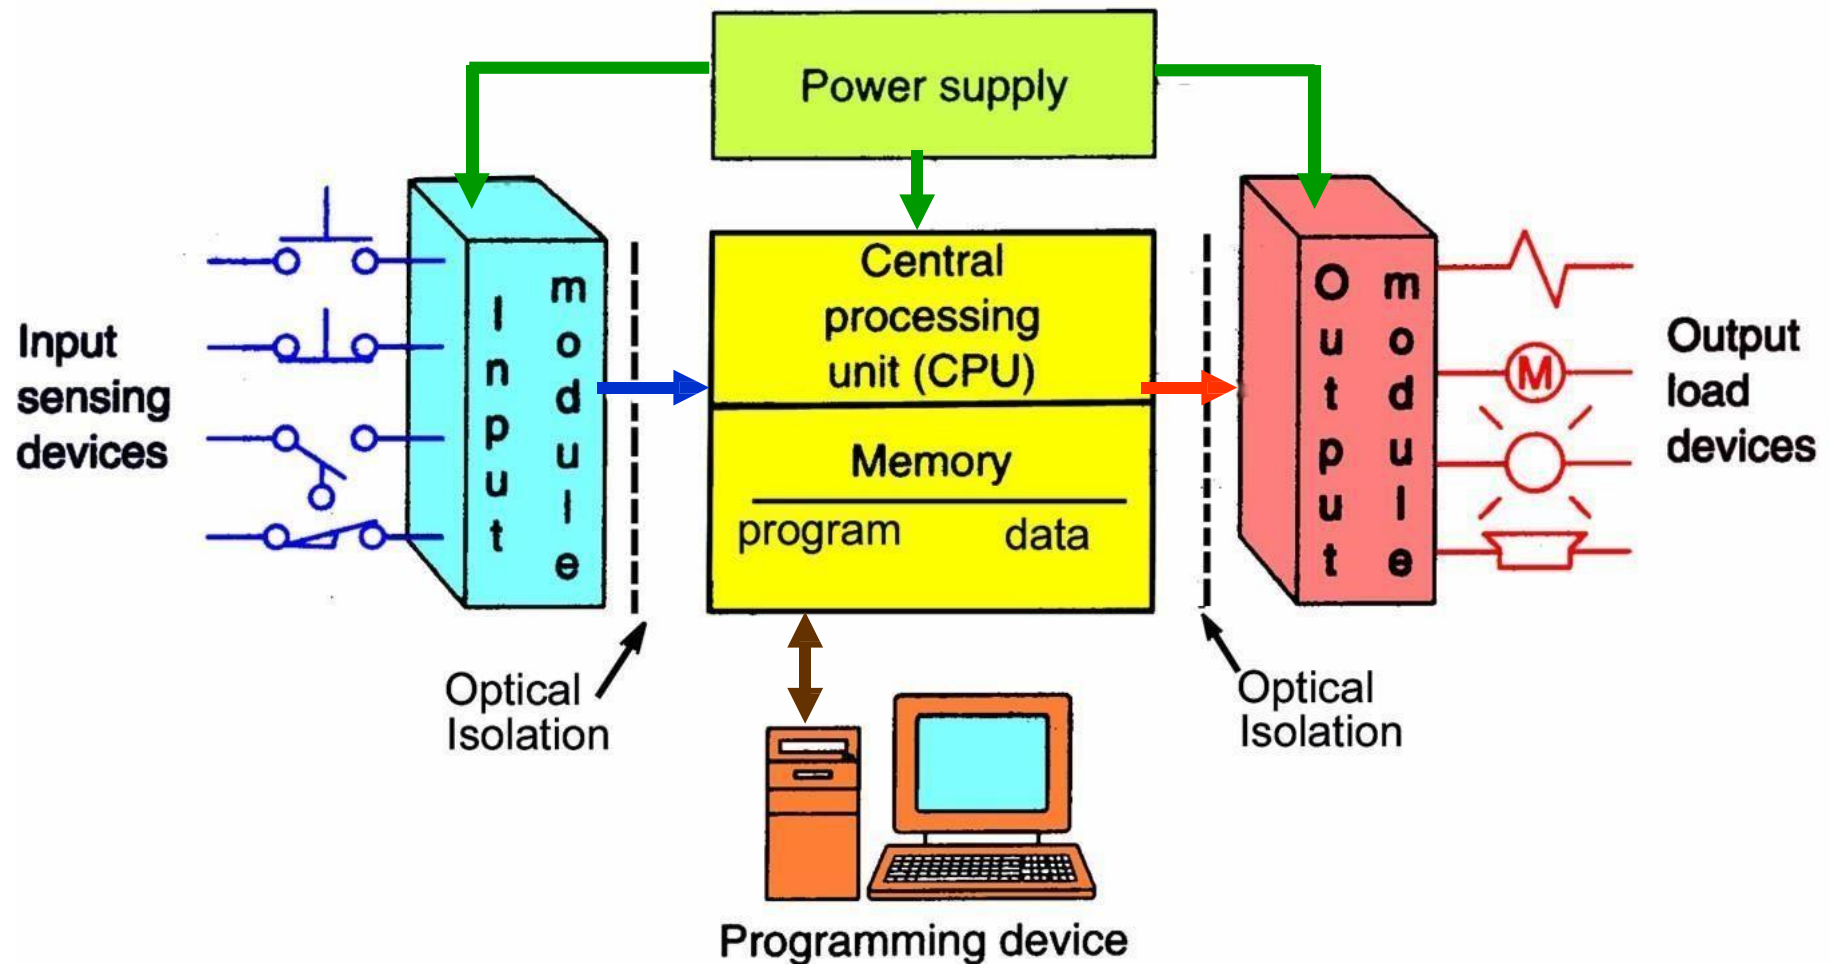 Power supply
Input
sensing
devices
Input
module
Central
processing
unit (CPU)
Memory
program data
Output
module
M
Output
load
devices
Optical
Isolation
Optical
Isolation
Programming device